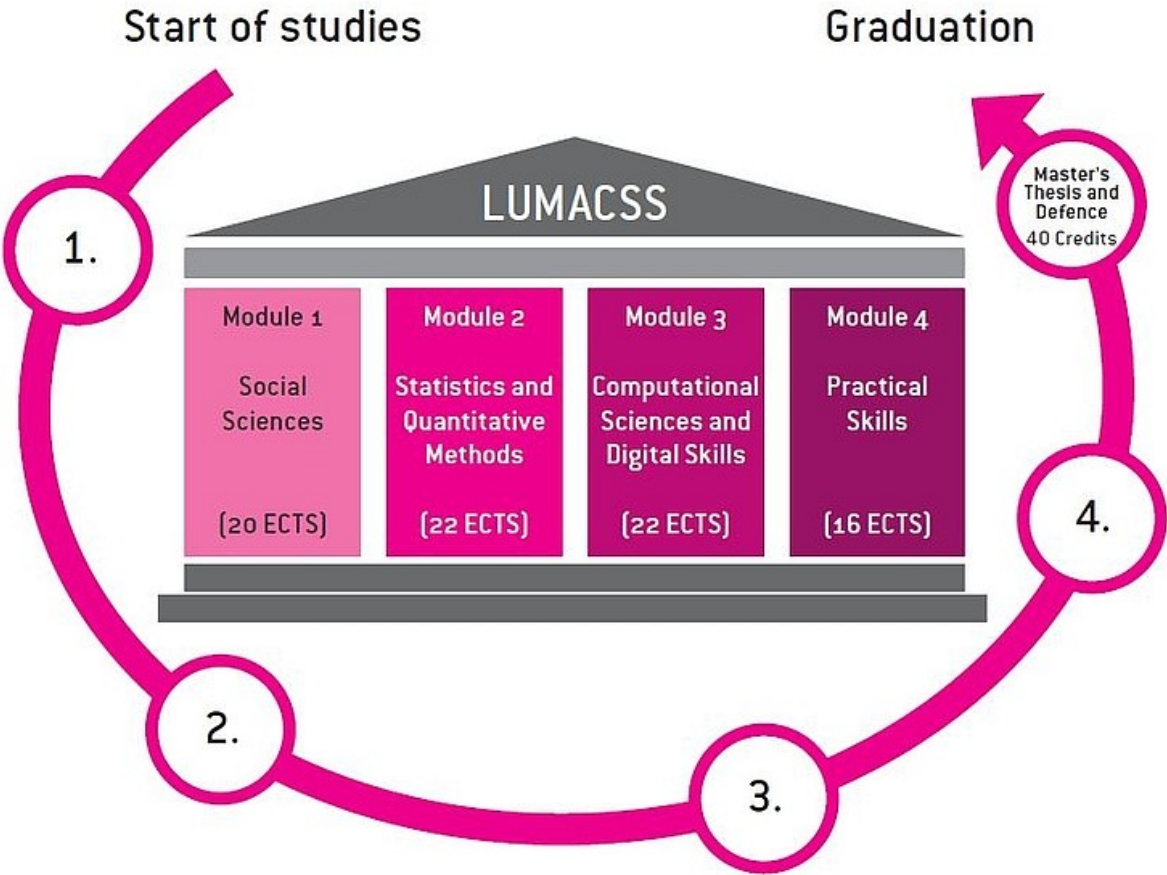 Start of studies
Graduation
LUMACSS
1.
Master's
Thesis and
Defence
40 Credits
Module 1
Social
Sciences
(20 ECTS)
Module 2
Statistics and
Quantitative
Methods
(22 ECTS)
Module 3
Computational
Sciences and
Digital Skills
(22 ECTS)
Module 4
Practical
Skills
(16 ECTS)
2.
3.
4.